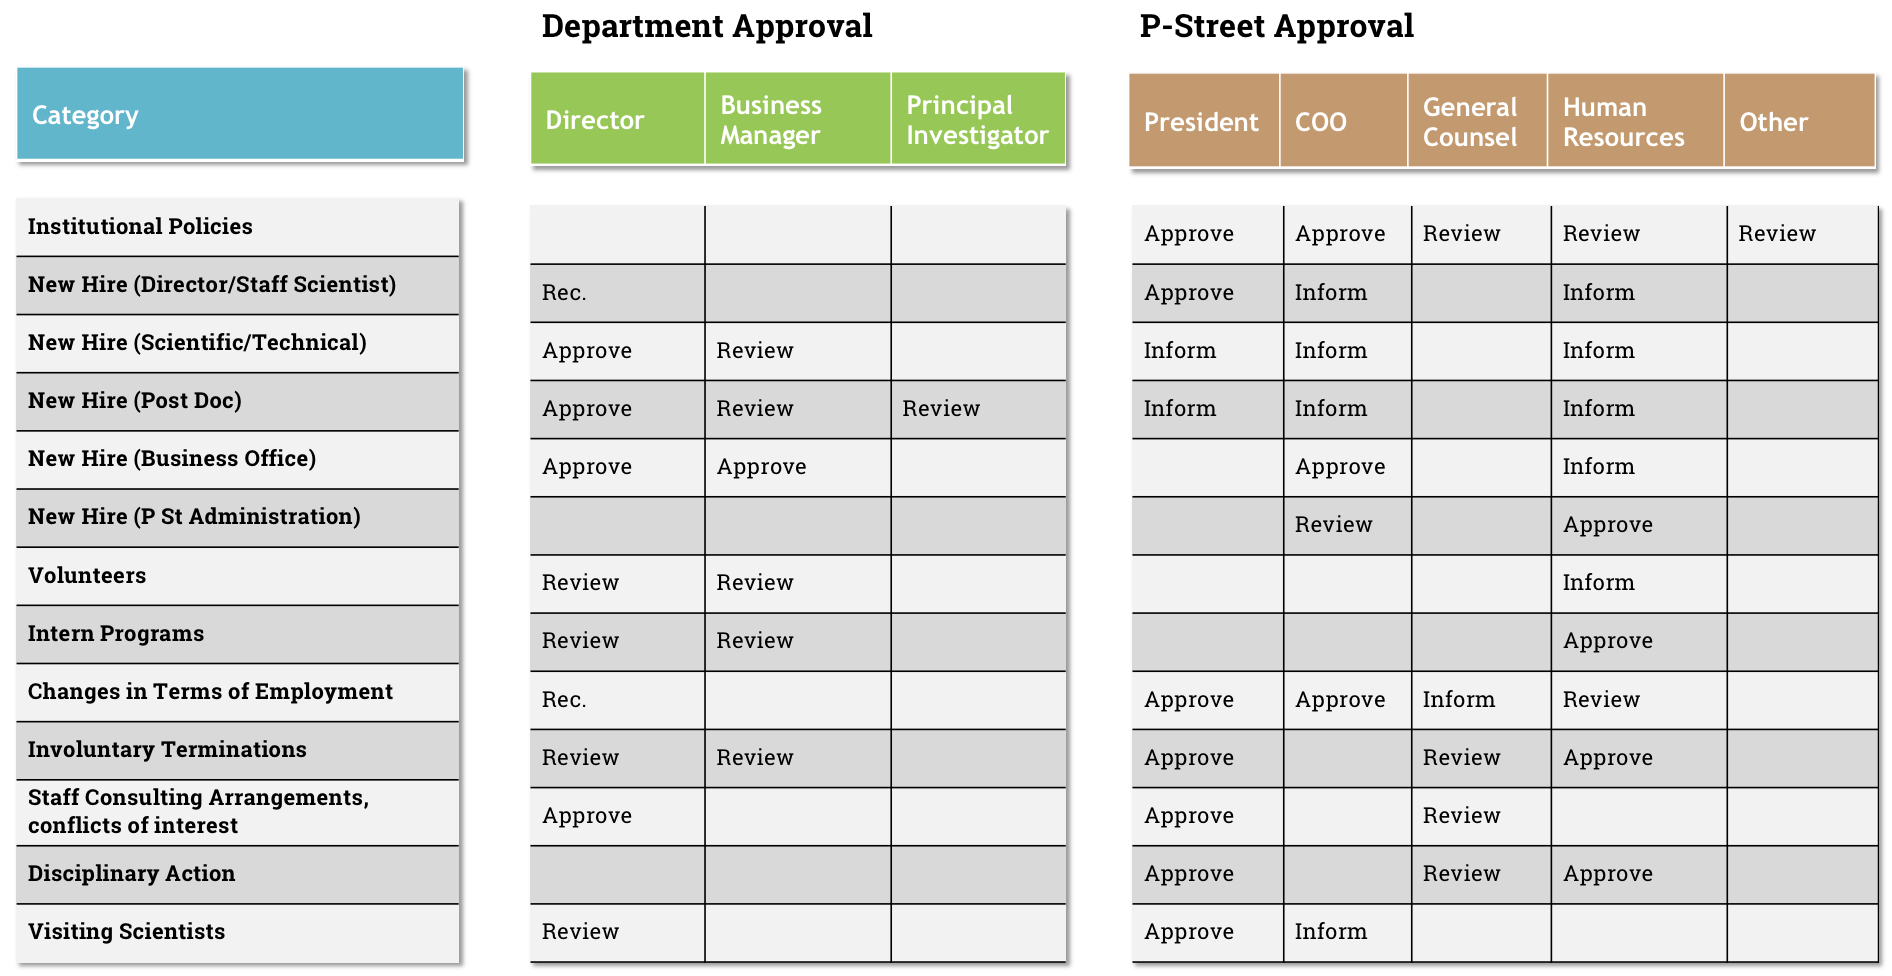 Department Approval P-Street Approval
Category Director Business Manager Principal Investigator President COO General Counsel Human Resources Other
Institutional Policies Approve Approve Review Review Review
New Hire (Director/Staff Scientist) Rec. Approve Inform Inform
New Hire (Scientific/Technical) Approve Review Inform Inform Inform
New Hire (Post Doc) Approve Review Review Inform Inform Inform
New Hire (Business Office) Approve Approve Approve Inform
New Hire (P St Administration) Review Approve
Volunteers Review Review Inform
Intern Programs Review Review Approve
Changes in Terms of Employment Rec. Approve Approve Inform Review
Involuntary Terminations Review Review Approve Review Approve
Staff Consulting Arrangements,
conflicts of interest Approve Approve Review
Disciplinary Action Approve Review Approve
Visiting Scientists Review Approve Inform